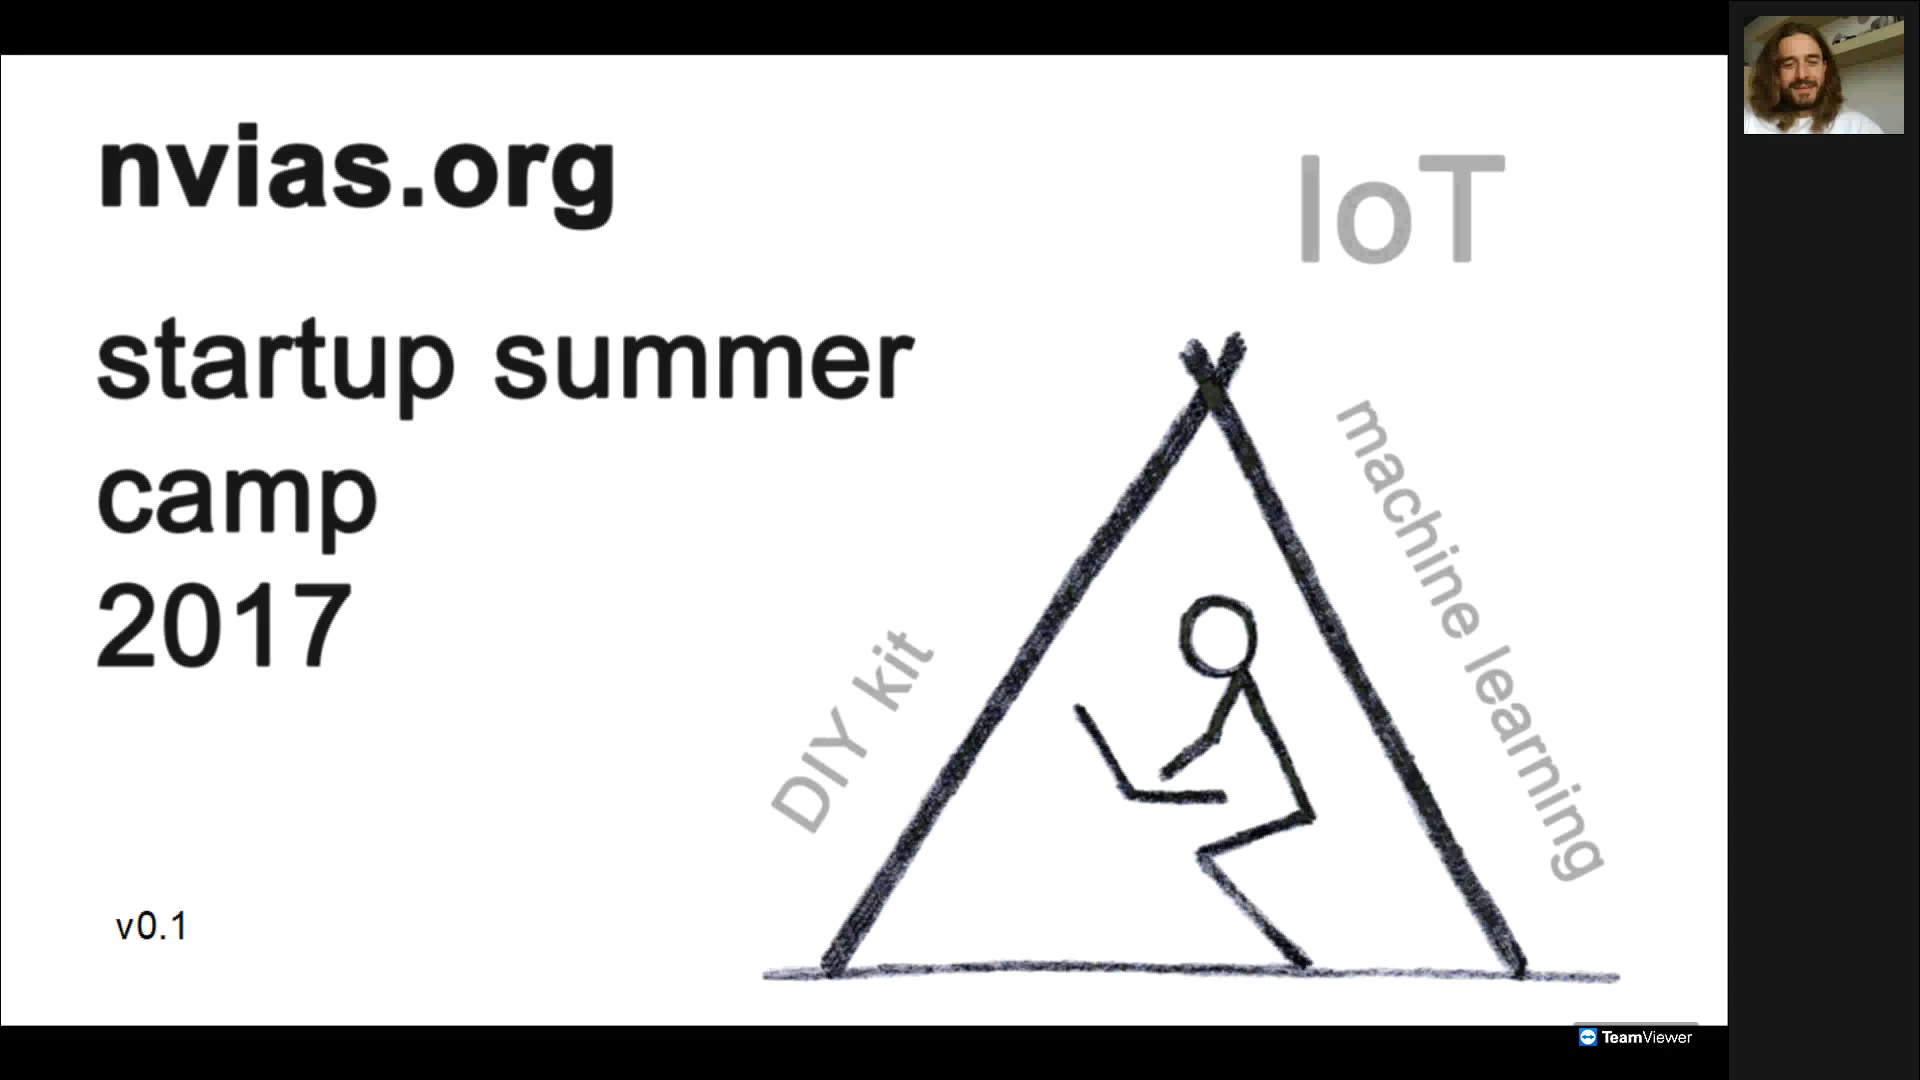 nvias.org
IoT
startup summer
camp
2017
machine learning
DIY kit
v0.1
TeamViewer